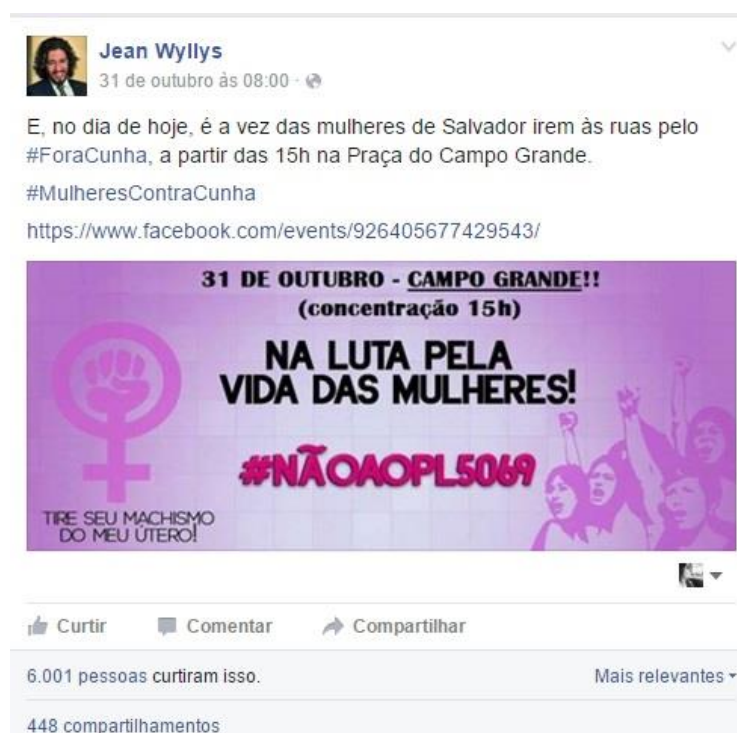 Jean Wyllys
31 de outubro às 08:00 ·
E, no dia de hoje, é a vez das mulheres de Salvador irem às ruas pelo
#ForaCunha, a partir das 15h na Praça do Campo Grande.
#MulheresContraCunha
https://www.facebook.com/events/926405677429543/
31 DE OUTUBRO - CAMPO GRANDE!!
(concentração 15h)
NA LUTA PELA
VIDA DAS MULHERES!
#NÃOAOPL5069
TIRE SEU MACHISMO
DO MEU ÚTERO!
Curtir Comentar Compartilhar
6.001 pessoas curtiram isso. Mais relevantes
448 compartilhamentos